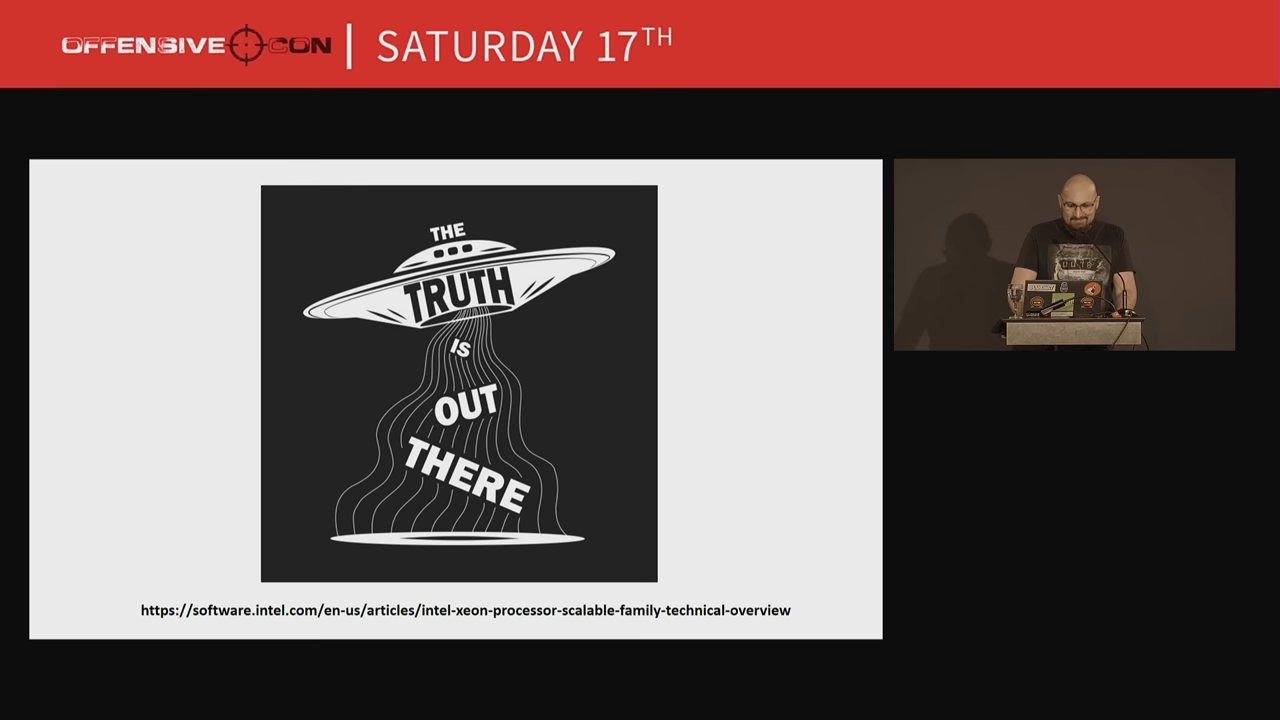 OFFENSIVE CON | SATURDAY 17TH
THE
TRUTH
IS
OUT
THERE
https://software.intel.com/en-us/articles/intel-xeon-processor-scalable-family-technical-overview